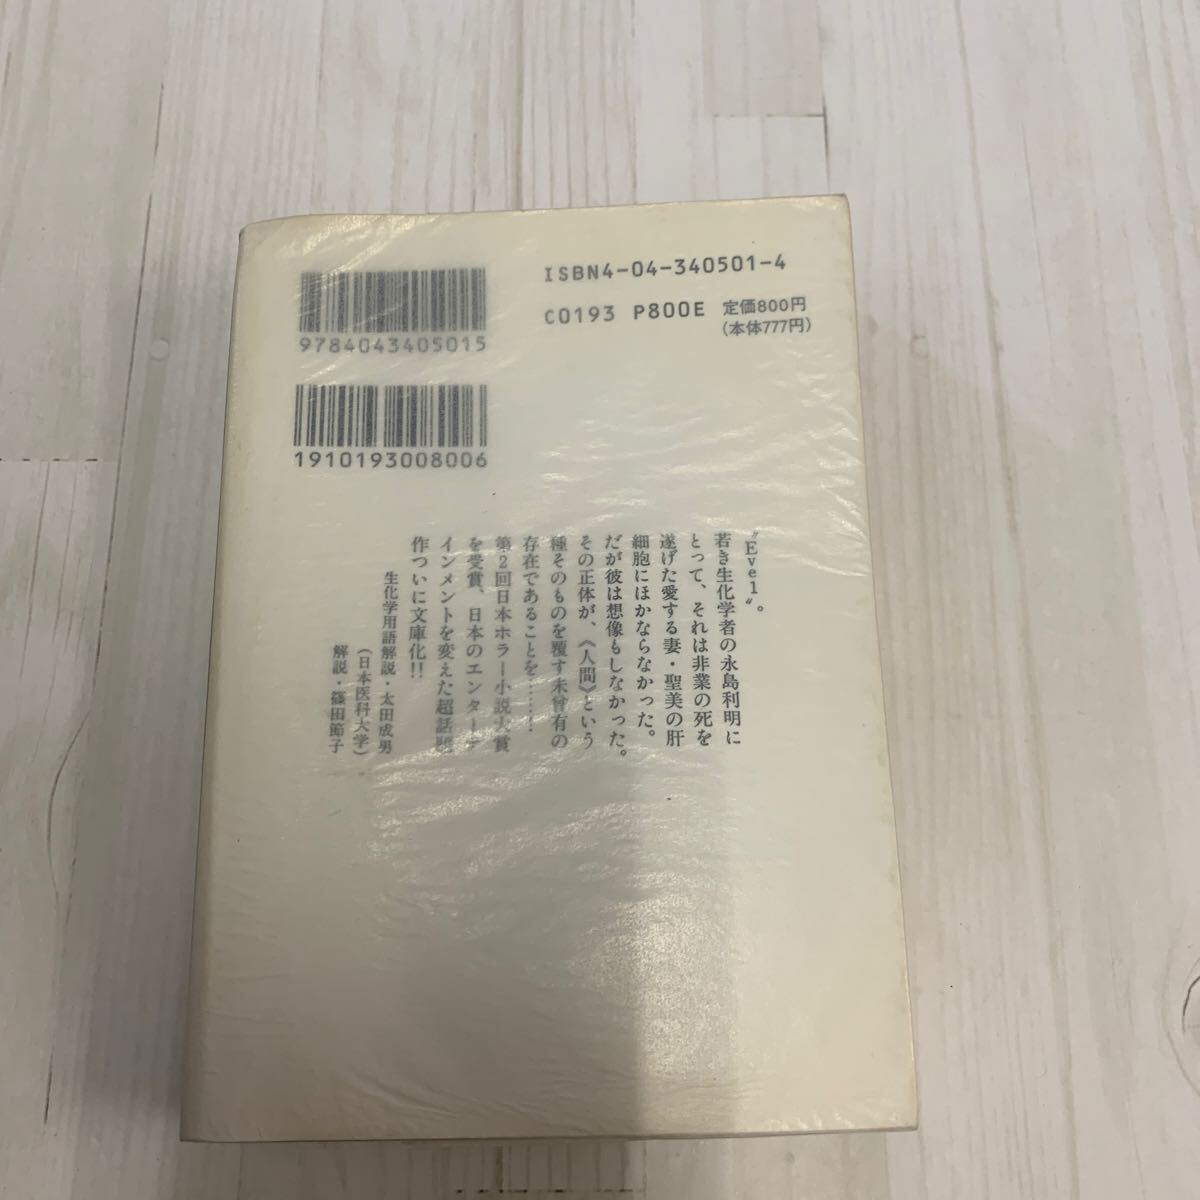 ISBN4-04-340501-4
C0193 P800E 定価800円
(本体777円)
9784043405015
1910193008006
"Eve1"。
若き生化学者の永島利明に
とって、それは非業の死を
遂げた愛する妻・聖美の肝
細胞にほかならなかった。
だが彼は想像もしなかった。
その正体が、《人間》という
種そのものを覆す未曾有の
存在であることを……！
第2回日本ホラー小説大賞
を受賞、日本のエンターテ
インメントを変えた超話題
作ついに文庫化!!
生化学用語解説・太田成男
(日本医科大学)
解説・篠田節子